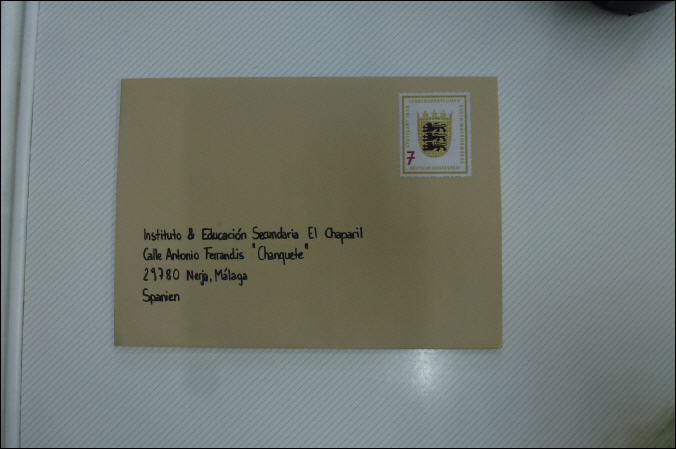 7
Instituto & Educación Secundaria El Chaparil
Calle Antonio Ferrandis "Chanquete"
29780 Nerja, Málaga
Spanien